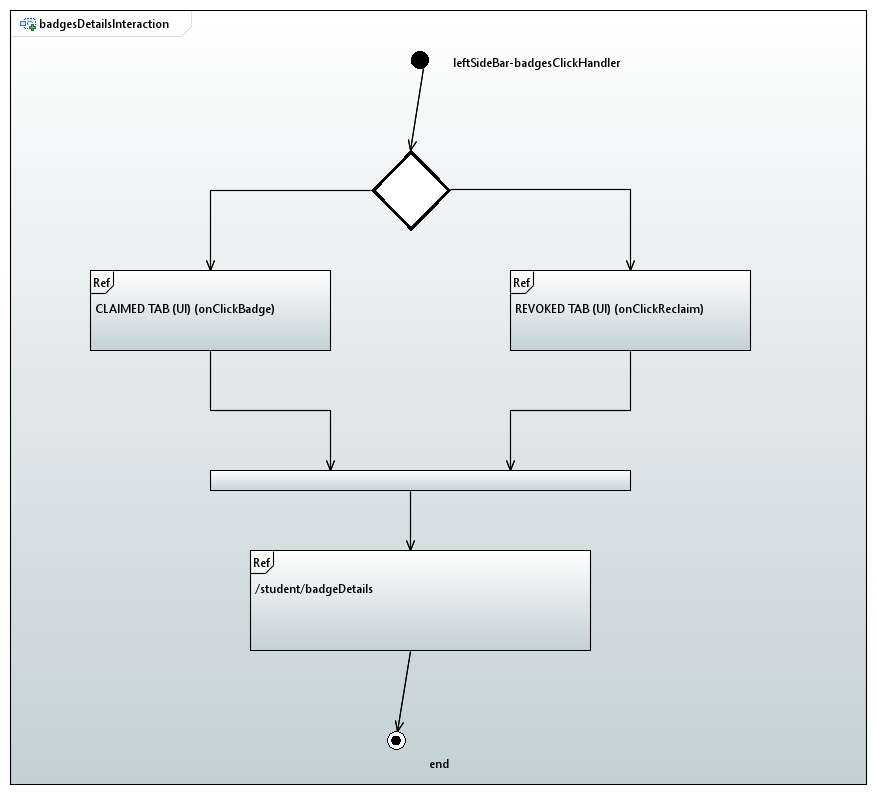 badgesDetailsInteraction
leftSideBar-badgesClickHandler
Ref
CLAIMED TAB (UI) (onClickBadge)
Ref
REVOKED TAB (UI) (onClickReclaim)
Ref
/student/badgeDetails
end